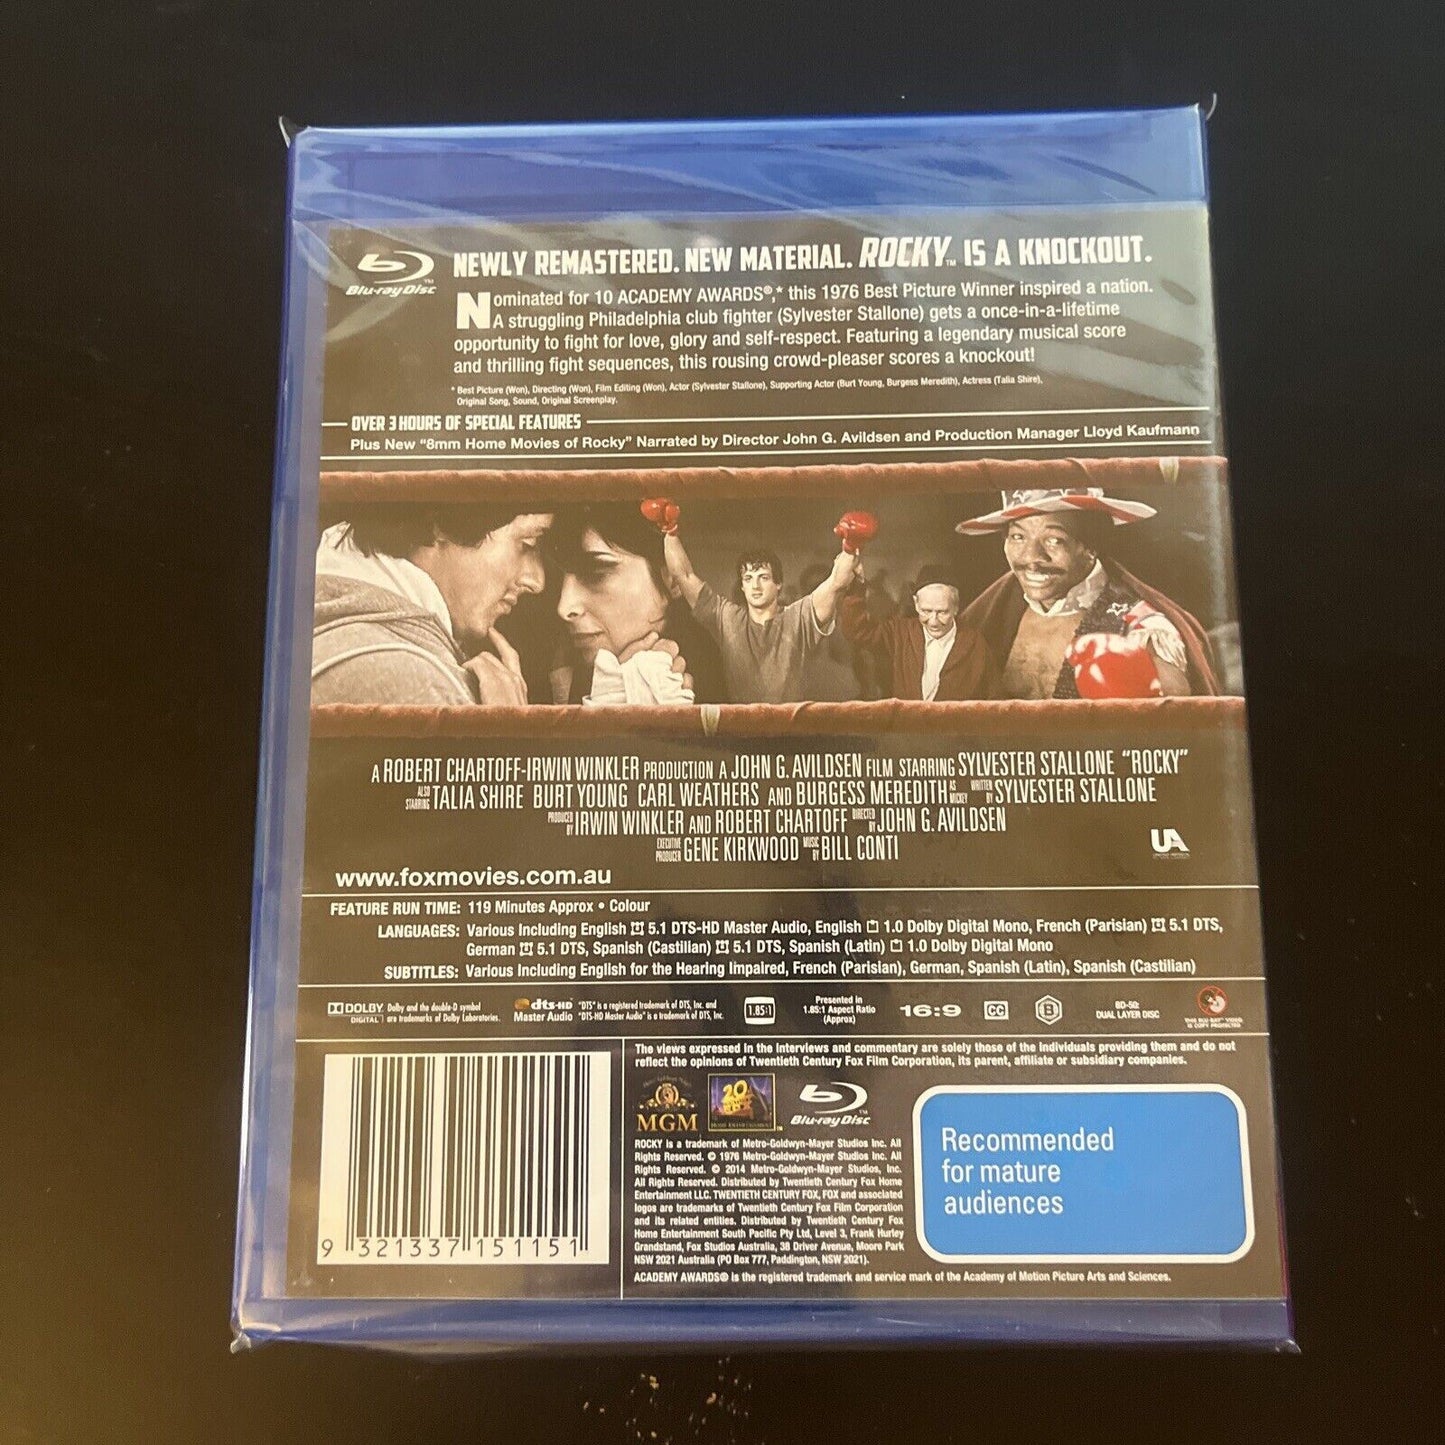 Blu-ray Disc™
NEWLY REMASTERED. NEW MATERIAL. ROCKY™ IS A KNOCKOUT.
Nominated for 10 ACADEMY AWARDS®,* this 1976 Best Picture Winner inspired a nation.
A struggling Philadelphia club fighter (Sylvester Stallone) gets a once-in-a-lifetime
opportunity to fight for love, glory and self-respect. Featuring a legendary musical score
and thrilling fight sequences, this rousing crowd-pleaser scores a knockout!
* Best Picture (Won), Directing (Won), Film Editing (Won), Actor (Sylvester Stallone), Supporting Actor (Burt Young, Burgess Meredith), Actress (Talia Shire),
Original Song, Sound, Original Screenplay.
OVER 3 HOURS OF SPECIAL FEATURES
Plus New "8mm Home Movies of Rocky" Narrated by Director John G. Avildsen and Production Manager Lloyd Kaufmann
A ROBERT CHARTOFF-IRWIN WINKLER PRODUCTION A JOHN G. AVILDSEN FILM STARRING SYLVESTER STALLONE "ROCKY"
ALSO STARRING TALIA SHIRE BURT YOUNG CARL WEATHERS AND BURGESS MEREDITH AS MICKEY WRITTEN BY SYLVESTER STALLONE
PRODUCED BY IRWIN WINKLER AND ROBERT CHARTOFF DIRECTED BY JOHN G. AVILDSEN
EXECUTIVE PRODUCER GENE KIRKWOOD MUSIC BY BILL CONTI
UA
www.foxmovies.com.au
FEATURE RUN TIME: 119 Minutes Approx • Colour
LANGUAGES: Various Including English 5.1 DTS-HD Master Audio, English 1.0 Dolby Digital Mono, French (Parisian) 5.1 DTS,
German 5.1 DTS, Spanish (Castilian) 5.1 DTS, Spanish (Latin) 1.0 Dolby Digital Mono
SUBTITLES: Various Including English for the Hearing Impaired, French (Parisian), German, Spanish (Latin), Spanish (Castilian)
DOLBY DIGITAL
Dolby and the double-D symbol
are trademarks of Dolby Laboratories.
dts-HD Master Audio
"DTS" is a registered trademark of DTS, Inc. and
"DTS-HD Master Audio" is a trademark of DTS, Inc.
1.85:1
Presented in
1.85:1 Aspect Ratio
(Approx)
16:9
CC
B
BD-50:
DUAL LAYER DISC
THIS BLU-RAY VIDEO
IS COPY PROTECTED
The views expressed in the interviews and commentary are solely those of the individuals providing them and do not
reflect the opinions of Twentieth Century Fox Film Corporation, its parent, affiliate or subsidiary companies.
MGM
20th CENTURY FOX
HOME ENTERTAINMENT
Blu-ray Disc™
ROCKY is a trademark of Metro-Goldwyn-Mayer Studios Inc. All
Rights Reserved. © 1976 Metro-Goldwyn-Mayer Studios Inc. All
Rights Reserved. © 2014 Metro-Goldwyn-Mayer Studios, Inc.
All Rights Reserved. Distributed by Twentieth Century Fox Home
Entertainment LLC. TWENTIETH CENTURY FOX, FOX and associated
logos are trademarks of Twentieth Century Fox Film Corporation
and its related entities. Distributed by Twentieth Century Fox
Home Entertainment South Pacific Pty Ltd, Level 3, Frank Hurley
Grandstand, Fox Studios Australia, 38 Driver Avenue, Moore Park
NSW 2021 Australia (PO Box 777, Paddington, NSW 2021).
ACADEMY AWARDS® is the registered trademark and service mark of the Academy of Motion Picture Arts and Sciences.
Recommended
for mature
audiences
9 321337 151151